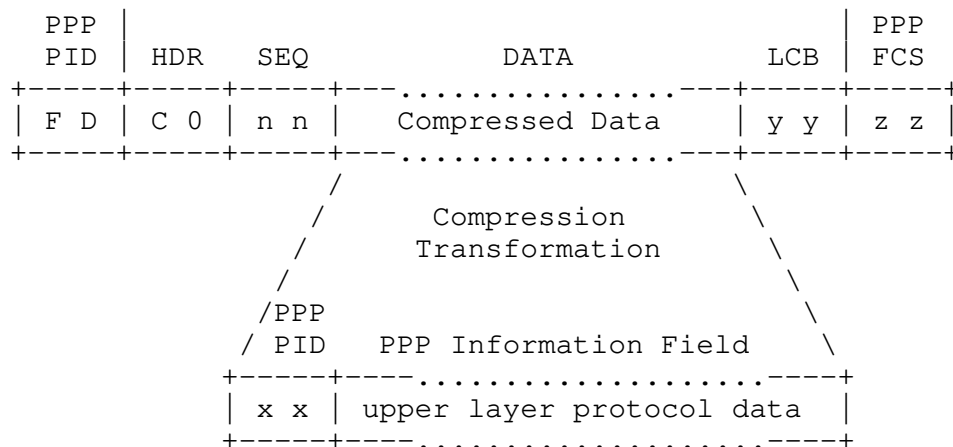 PPP  |                                        |  PPP
  PID  | HDR   SEQ             DATA         LCB |  FCS
+-----+-----+-----+---................---+-----+-----+
| F D | C 0 | n n |   Compressed Data    | y y | z z |
+-----+-----+-----+---................---+-----+-----+
                  /                      \
                 /      Compression       \
                /      Transformation      \
               /                            \
              /PPP                           \
             / PID   PPP Information Field    \
            +-----+----....................----+
            | x x | upper layer protocol data  |
            +-----+----....................----+